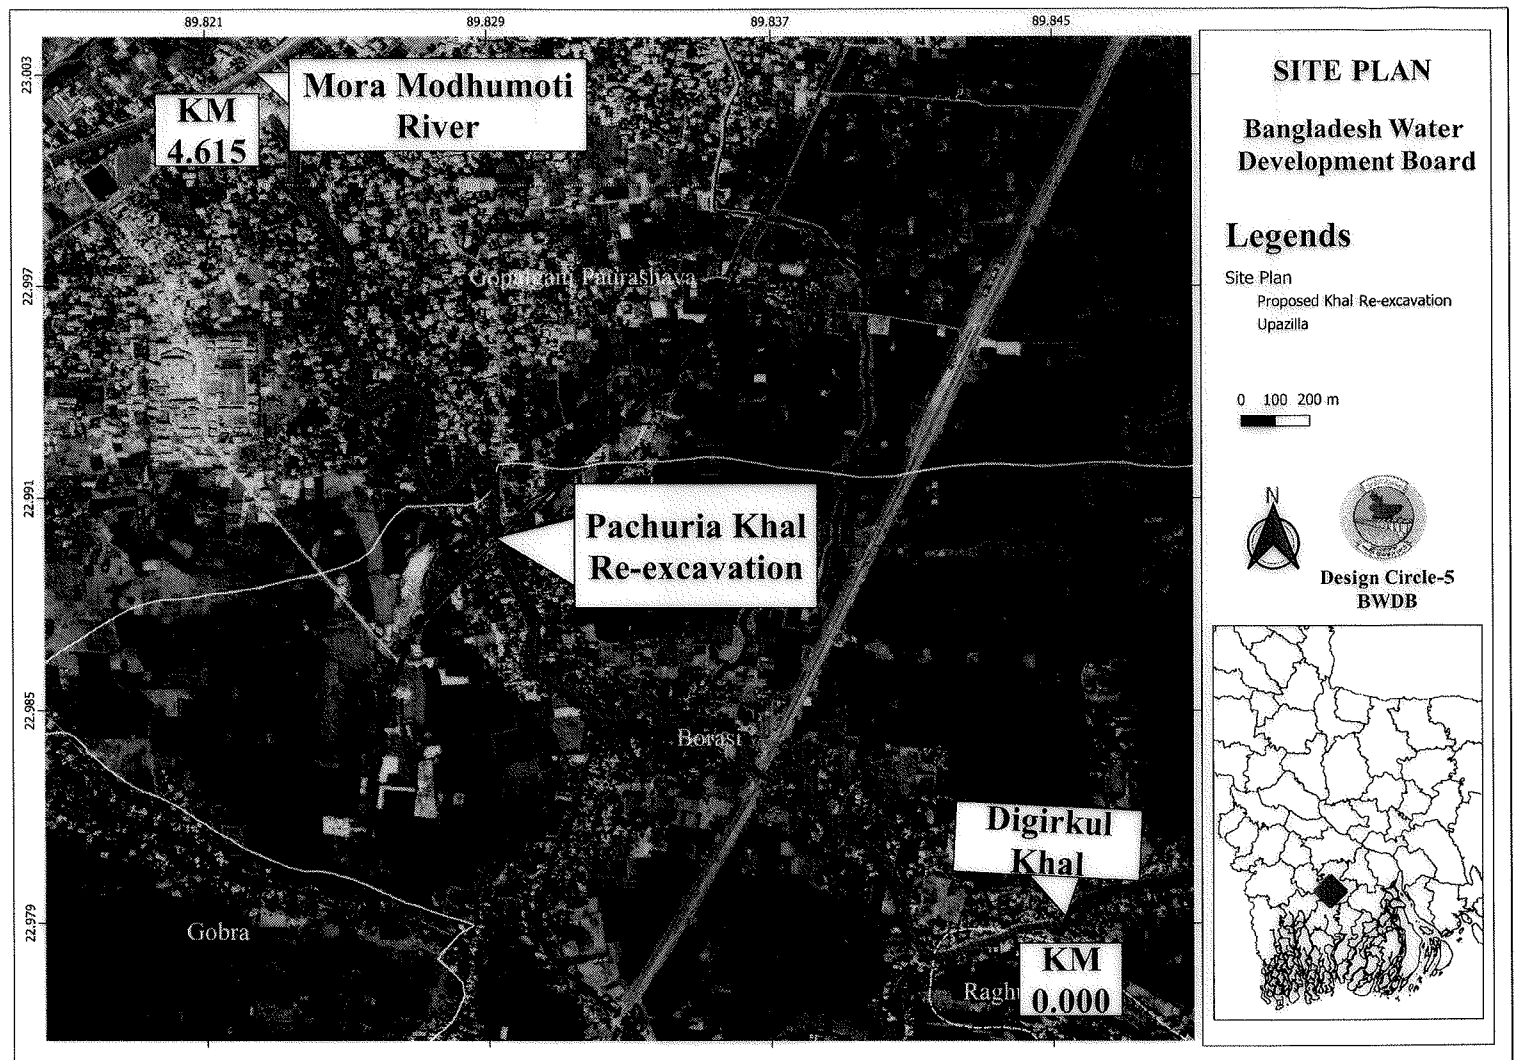 89.821
89.829
89.837
89.845
23.003
22.997
22.991
22.985
22.979
Mora Modhumoti
River
KM
4.615
Gopalganj Paurashava
Pachuria Khal
Re-excavation
Borasi
Digirkul
Khal
Gobra
KM
0.000
SITE PLAN
Bangladesh Water
Development Board
Legends
Site Plan
Proposed Khal Re-excavation
Upazilla
0 100 200 m
N
Design Circle-5
BWDB